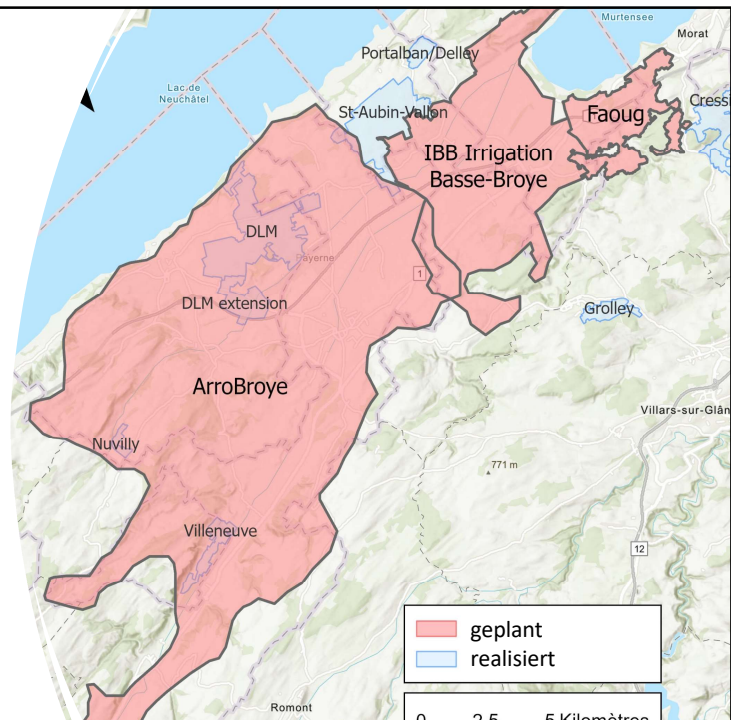 Murtensee
Morat
Portalban/Delley
Lac de
Neuchâtel
Cressi
St-Aubin-Vallon
Faoug
IBB Irrigation
Basse-Broye
DLM
Payerne
1
DLM extension
Grolley
ArroBroye
Villars-sur-Glân
Nuvilly
771 m
Villeneuve
12
geplant
realisiert
Romont
0 2,5 5 Kilomètres